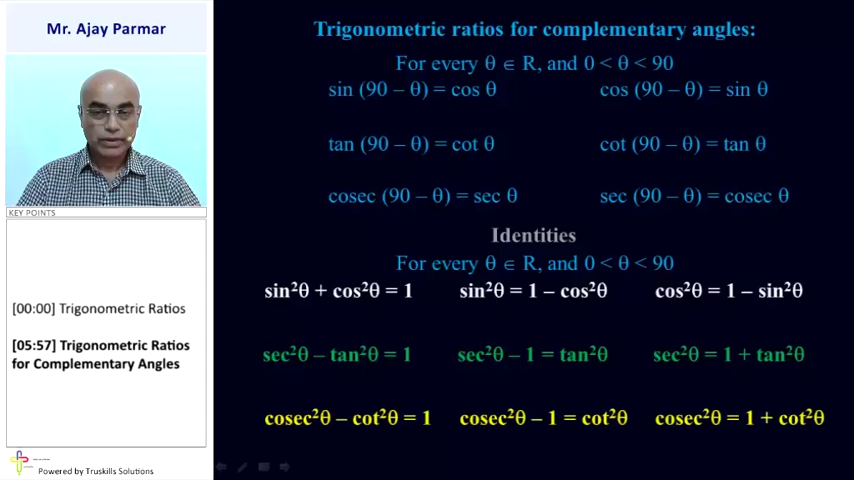 Mr. Ajay Parmar
KEY POINTS
[00:00] Trigonometric Ratios
[05:57] Trigonometric Ratios
for Complementary Angles
Powered by Truskills Solutions
Trigonometric ratios for complementary angles:
For every θ ∈ R, and 0 < θ < 90
sin (90 – θ) = cos θ cos (90 – θ) = sin θ
tan (90 – θ) = cot θ cot (90 – θ) = tan θ
cosec (90 – θ) = sec θ sec (90 – θ) = cosec θ
Identities
For every θ ∈ R, and 0 < θ < 90
sin²θ + cos²θ = 1 sin²θ = 1 – cos²θ cos²θ = 1 – sin²θ
sec²θ – tan²θ = 1 sec²θ – 1 = tan²θ sec²θ = 1 + tan²θ
cosec²θ – cot²θ = 1 cosec²θ – 1 = cot²θ cosec²θ = 1 + cot²θ